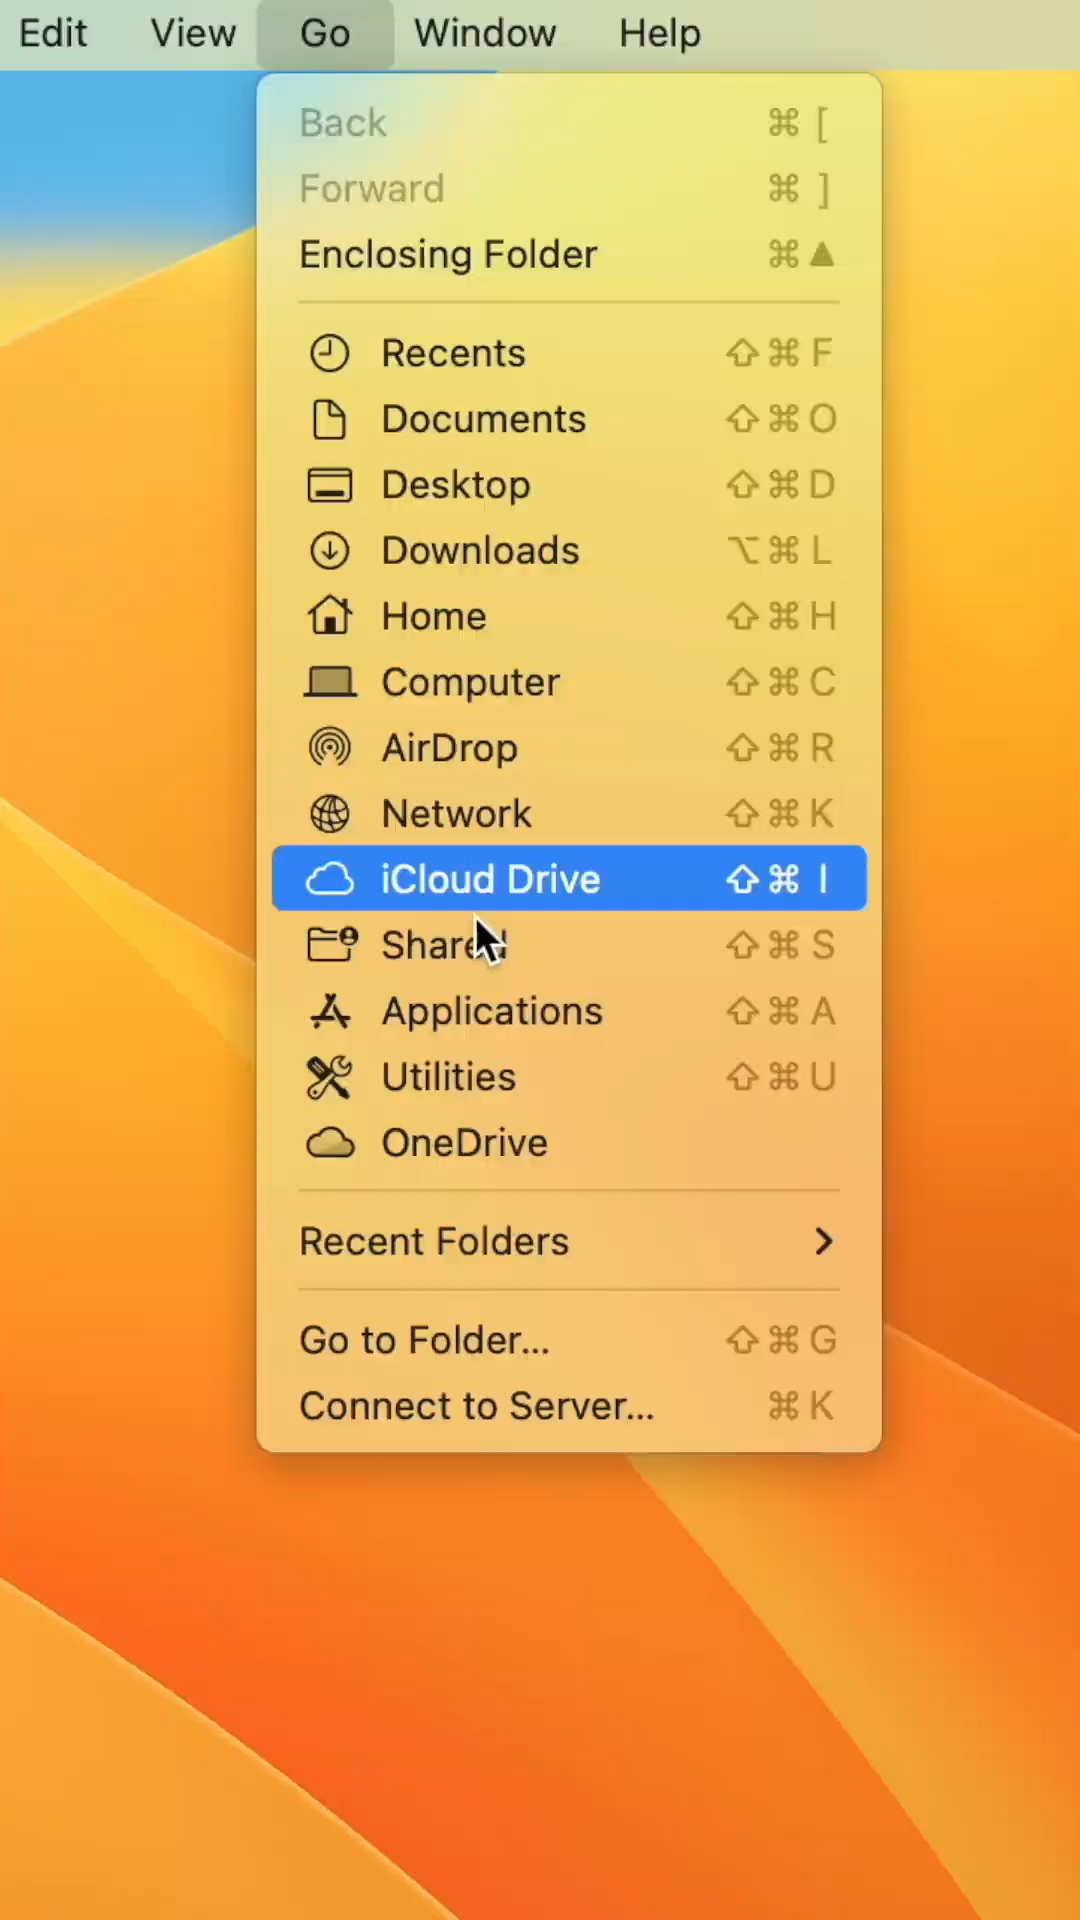 Edit View Go Window Help
Back ⌘ [
Forward ⌘ ]
Enclosing Folder ⌘ ▲
Recents ⇧ ⌘ F
Documents ⇧ ⌘ O
Desktop ⇧ ⌘ D
Downloads ⌥ ⌘ L
Home ⇧ ⌘ H
Computer ⇧ ⌘ C
AirDrop ⇧ ⌘ R
Network ⇧ ⌘ K
iCloud Drive ⇧ ⌘ I
Shared ⇧ ⌘ S
Applications ⇧ ⌘ A
Utilities ⇧ ⌘ U
OneDrive
Recent Folders
Go to Folder... ⇧ ⌘ G
Connect to Server... ⌘ K